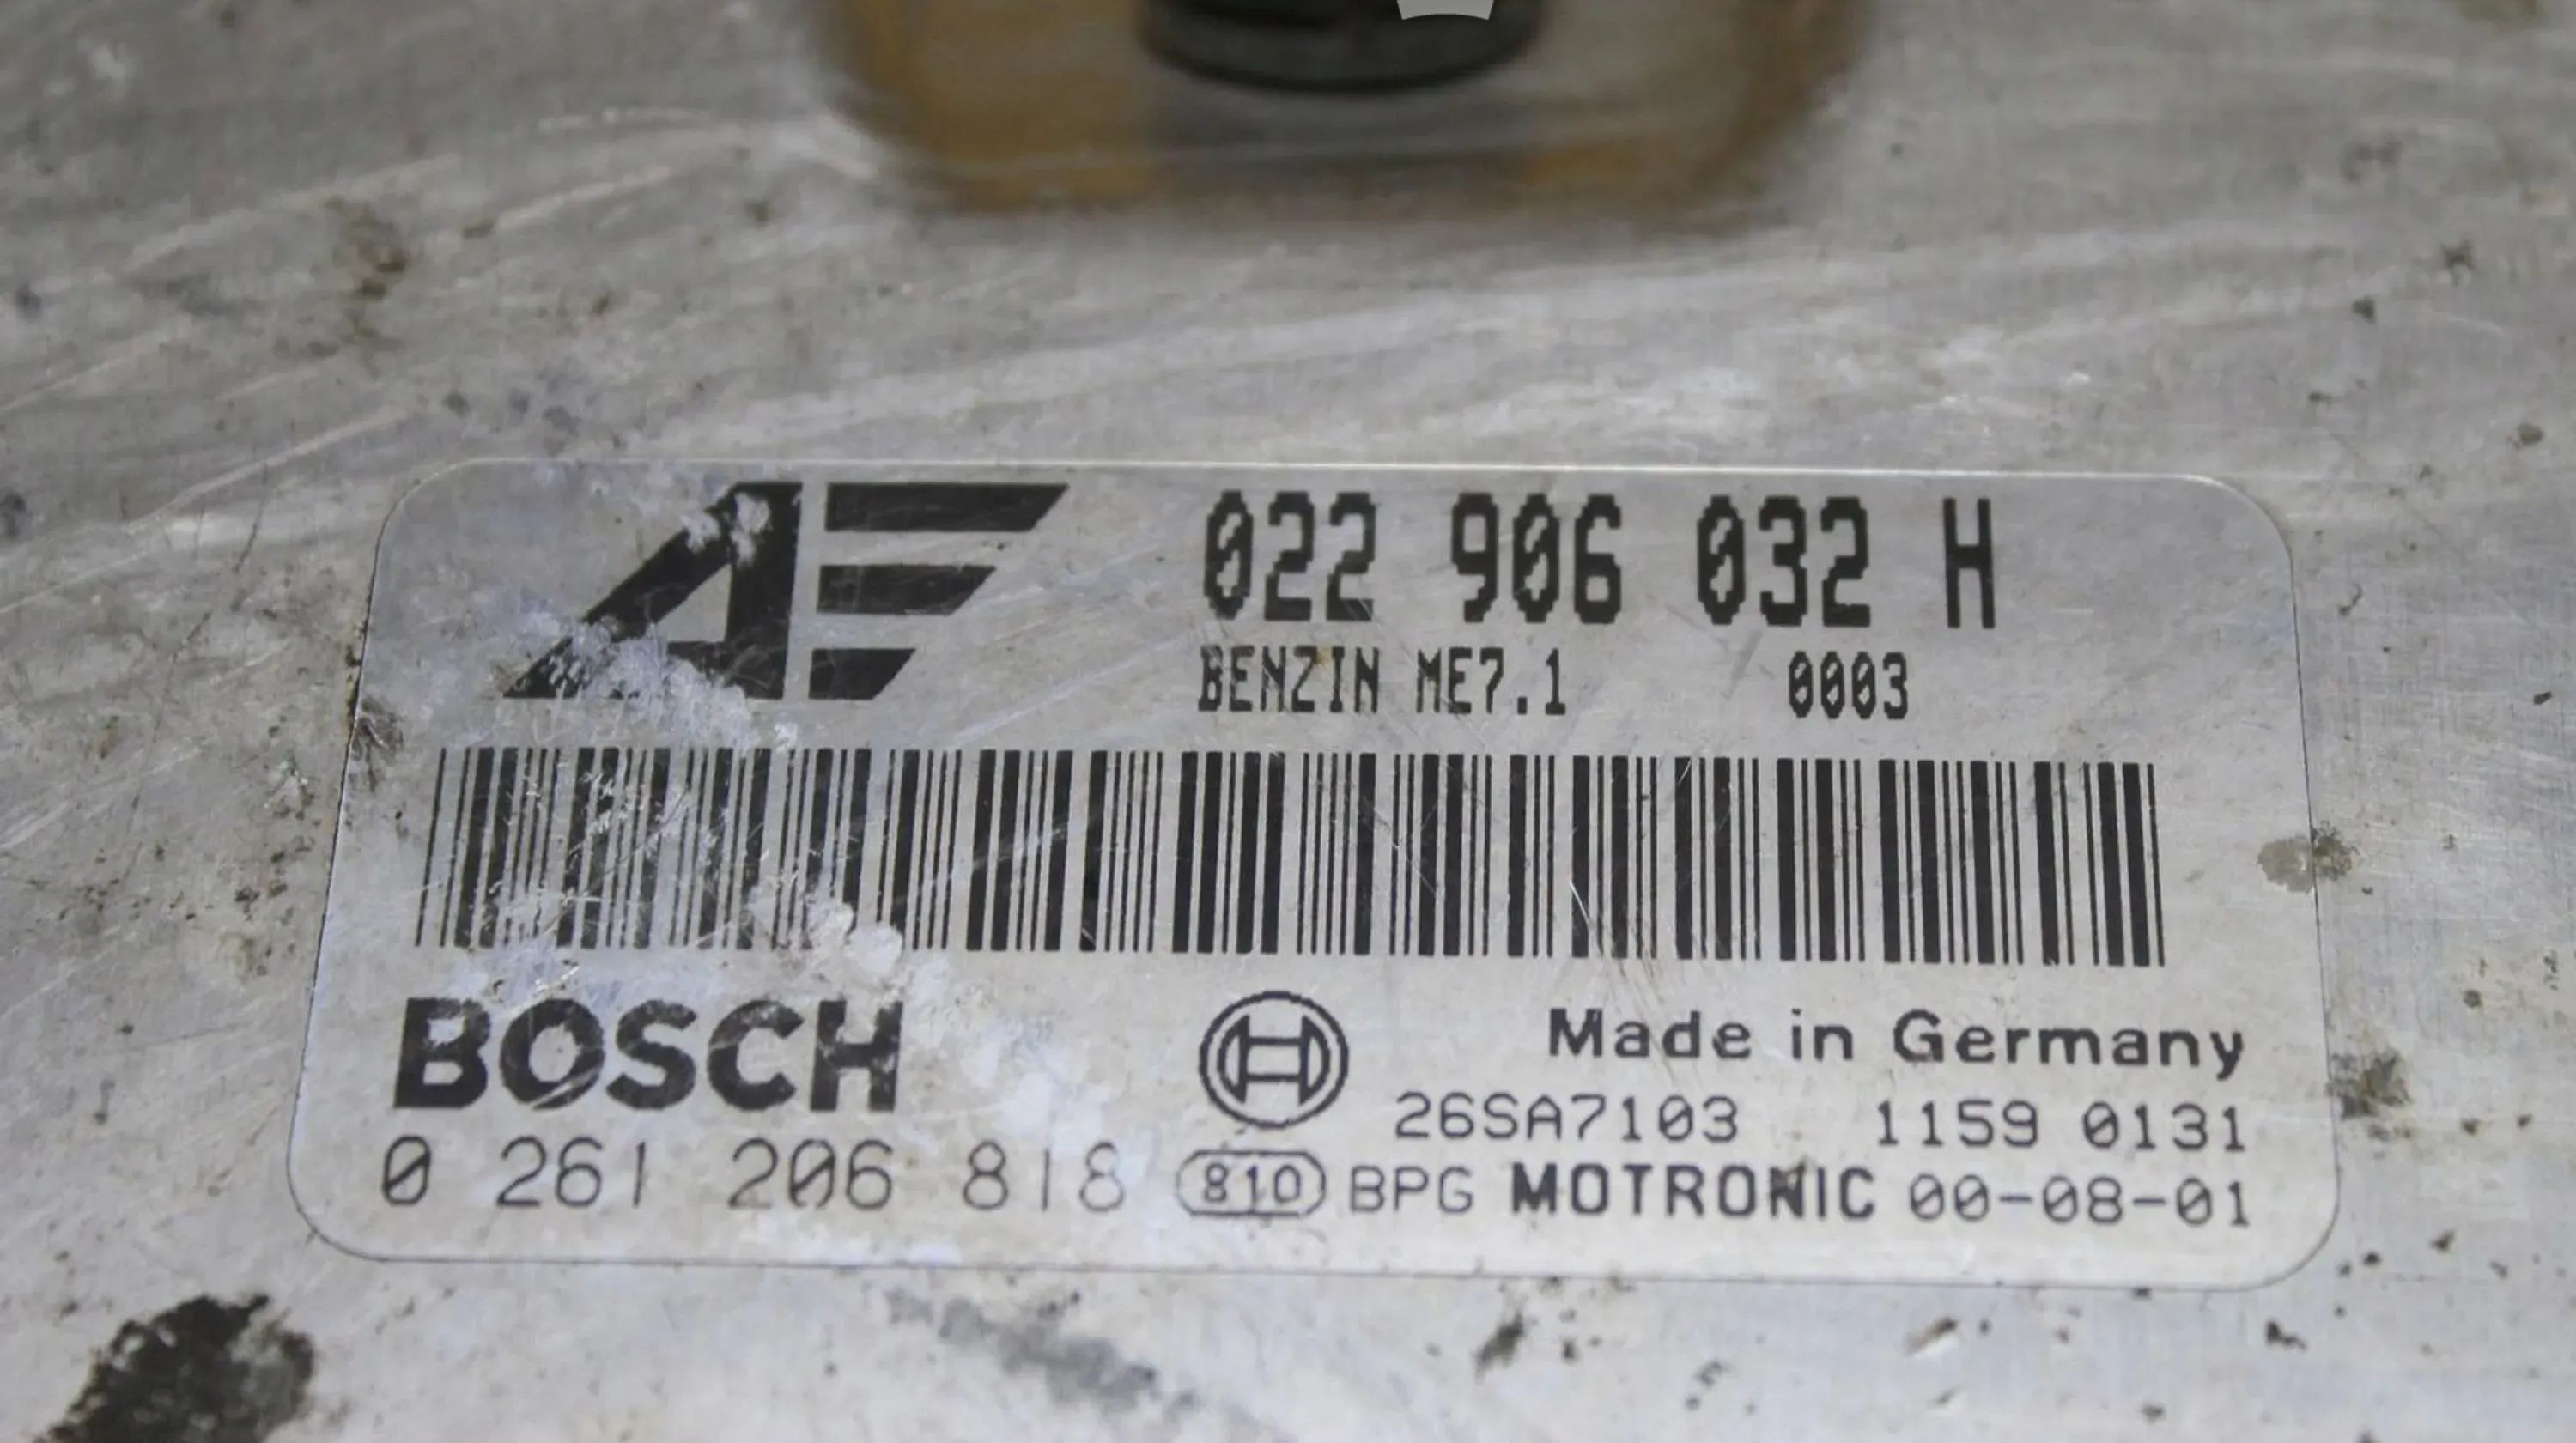 AE 022 906 032 H
BENZIN ME7.1 0003
BOSCH Made in Germany
26SA7103 1159 0131
0 261 206 818 810 BPG MOTRONIC 00-08-01